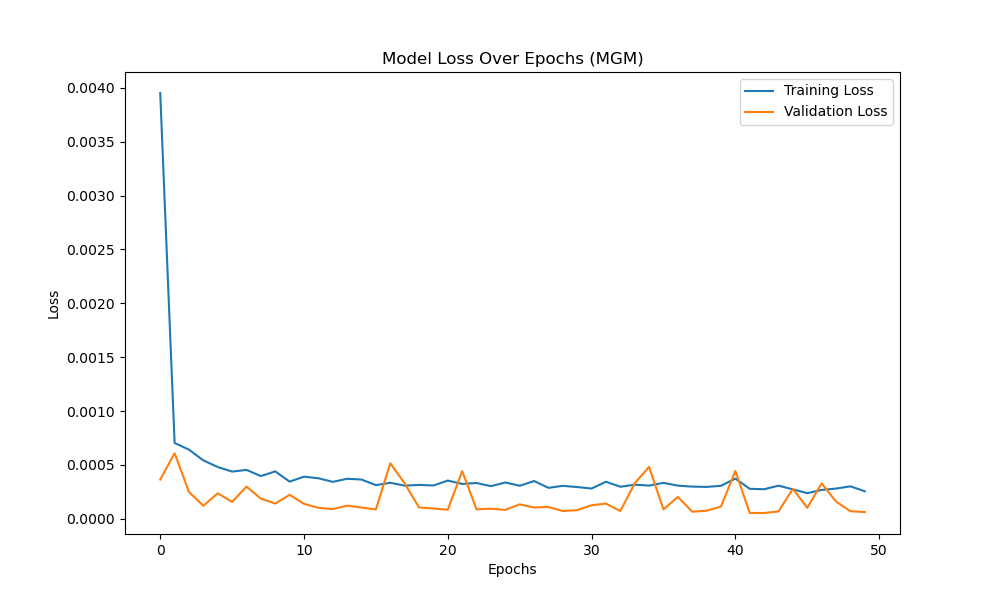 Model Loss Over Epochs (MGM)
Training Loss
Validation Loss
0.0040
0.0035
0.0030
0.0025
0.0020
0.0015
0.0010
0.0005
0.0000
Loss
0 10 20 30 40 50
Epochs